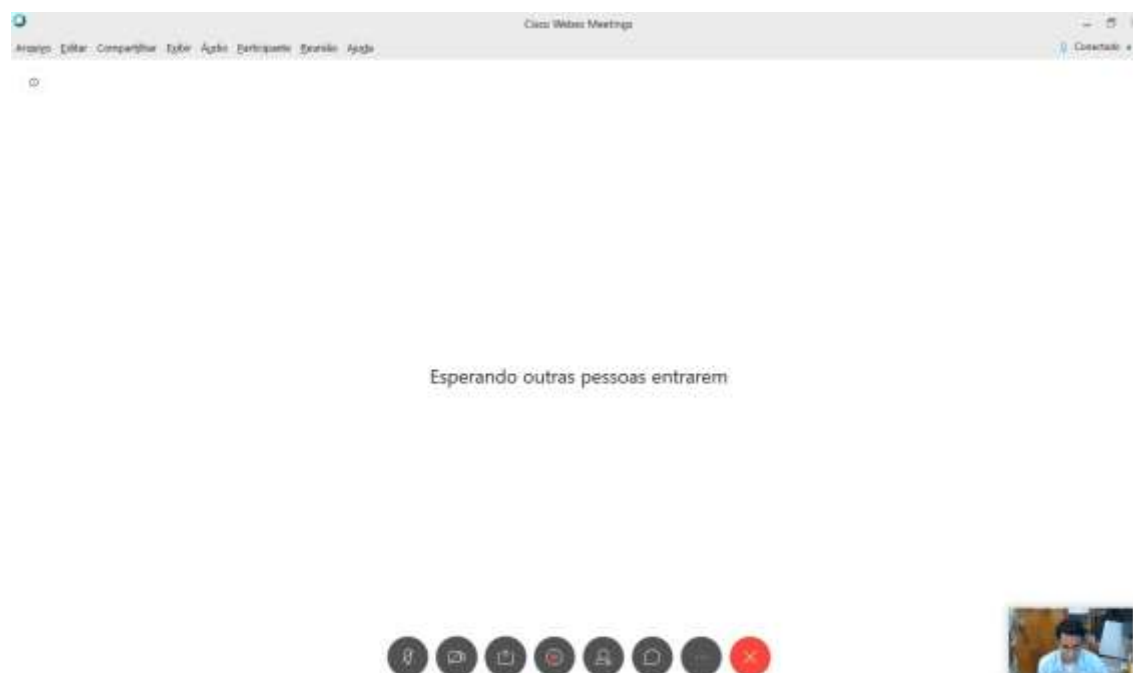 Cisco Webex Meetings
Arquivo Editar Compartilhar Exibir Áudio Participante Reunião Ajuda
Conectado
Esperando outras pessoas entrarem